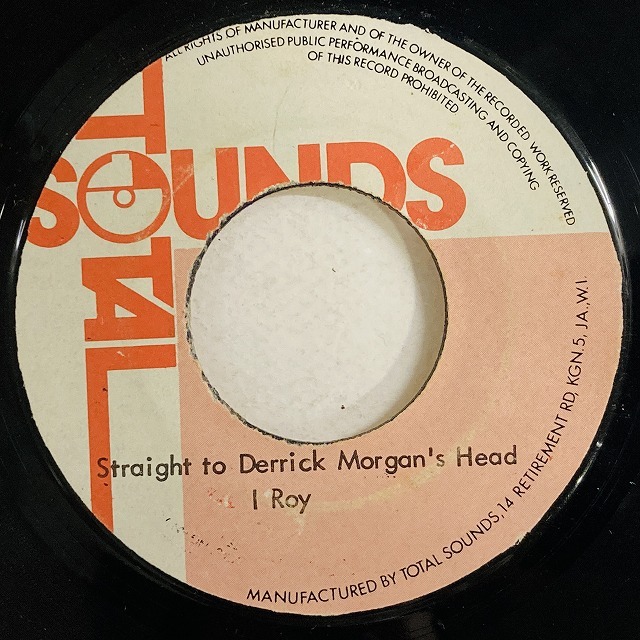 ALL RIGHTS OF MANUFACTURER AND OF THE OWNER OF THE RECORDED WORK RESERVED
UNAUTHORISED PUBLIC PERFORMANCE BROADCASTING AND COPYING
OF THIS RECORD PROHIBITED
TOTAL
SOUNDS
Straight to Derrick Morgan's Head
I Roy
MANUFACTURED BY TOTAL SOUNDS, 14 RETIREMENT RD, KGN. 5, JA., W.I.